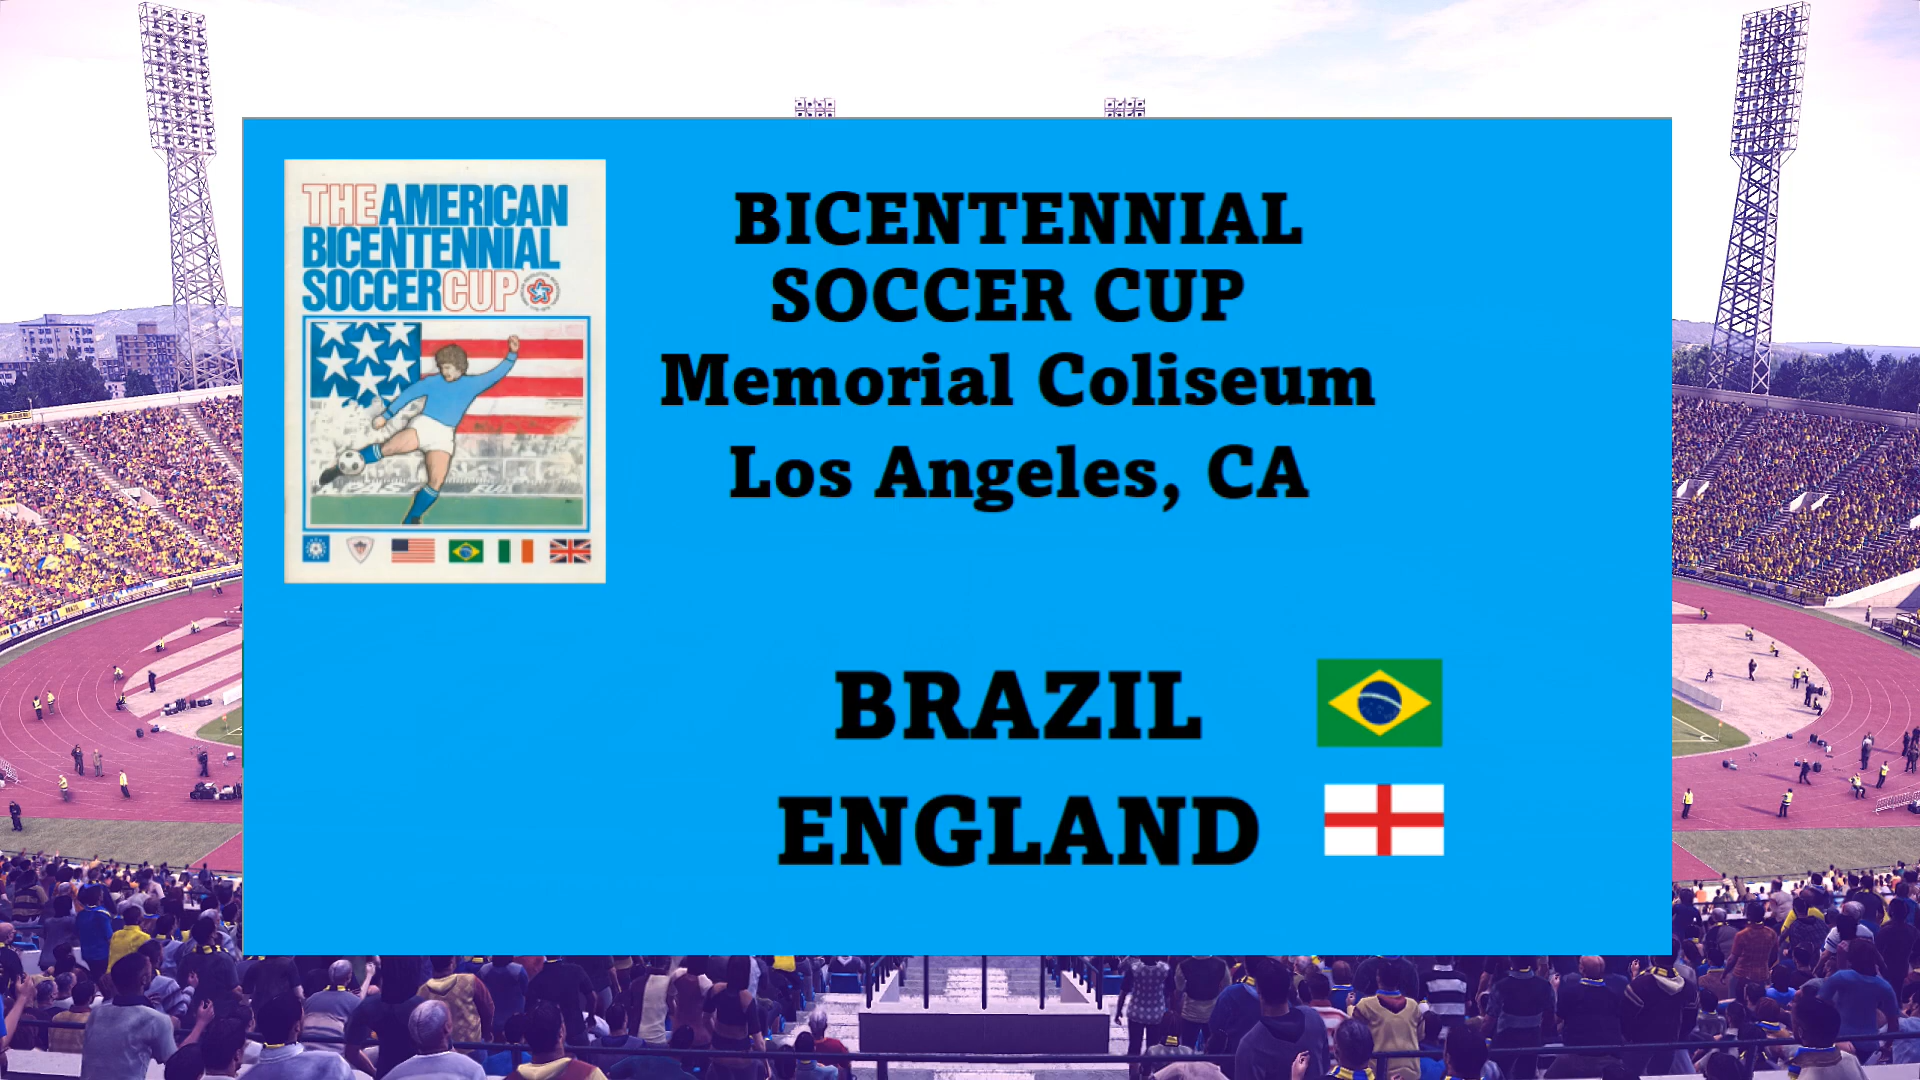 THE AMERICAN
BICENTENNIAL
SOCCER CUP
BICENTENNIAL
SOCCER CUP
Memorial Coliseum
Los Angeles, CA
BRAZIL
ENGLAND